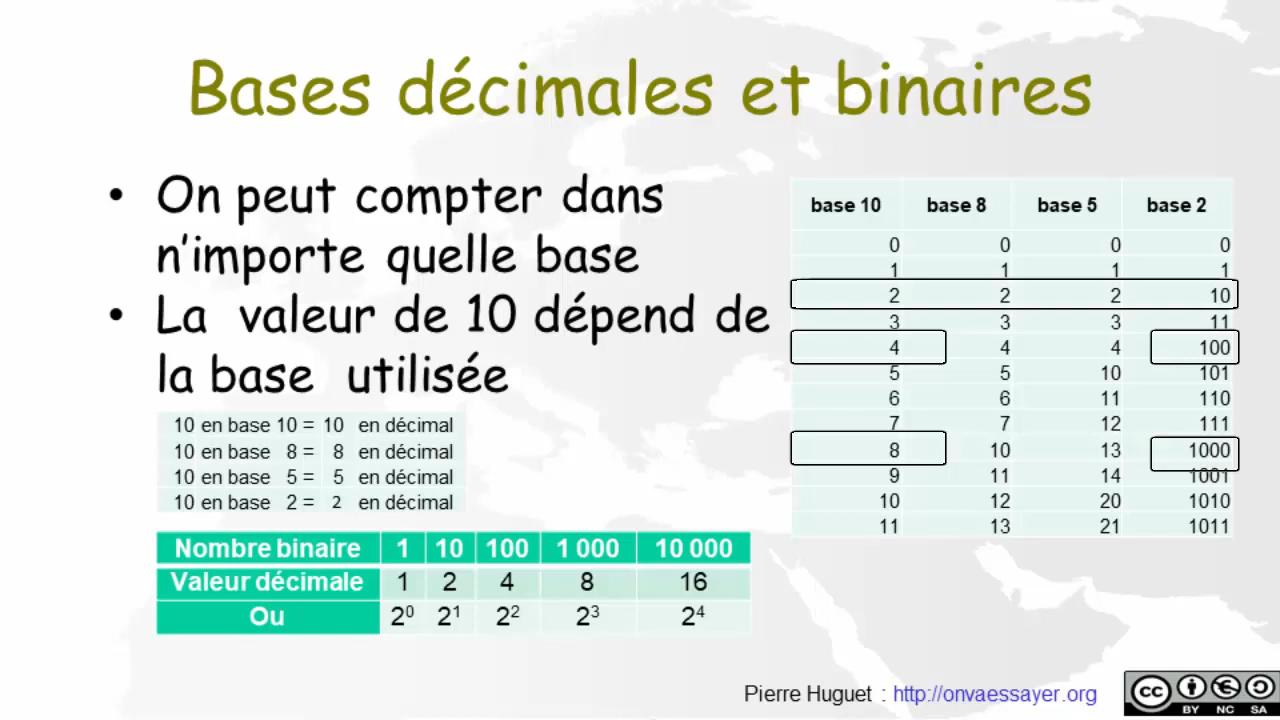 Bases décimales et binaires
• On peut compter dans
n'importe quelle base
• La valeur de 10 dépend de
la base utilisée
10 en base 10 = 10 en décimal
10 en base 8 = 8 en décimal
10 en base 5 = 5 en décimal
10 en base 2 = 2 en décimal
Nombre binaire 1 10 100 1 000 10 000
Valeur décimale 1 2 4 8 16
Ou 2⁰ 2¹ 2² 2³ 2⁴
base 10 base 8 base 5 base 2
0 0 0 0
1 1 1 1
2 2 2 10
3 3 3 11
4 4 4 100
5 5 10 101
6 6 11 110
7 7 12 111
8 10 13 1000
9 11 14 1001
10 12 20 1010
11 13 21 1011
Pierre Huguet : http://onvaessayer.org
cc BY NC SA